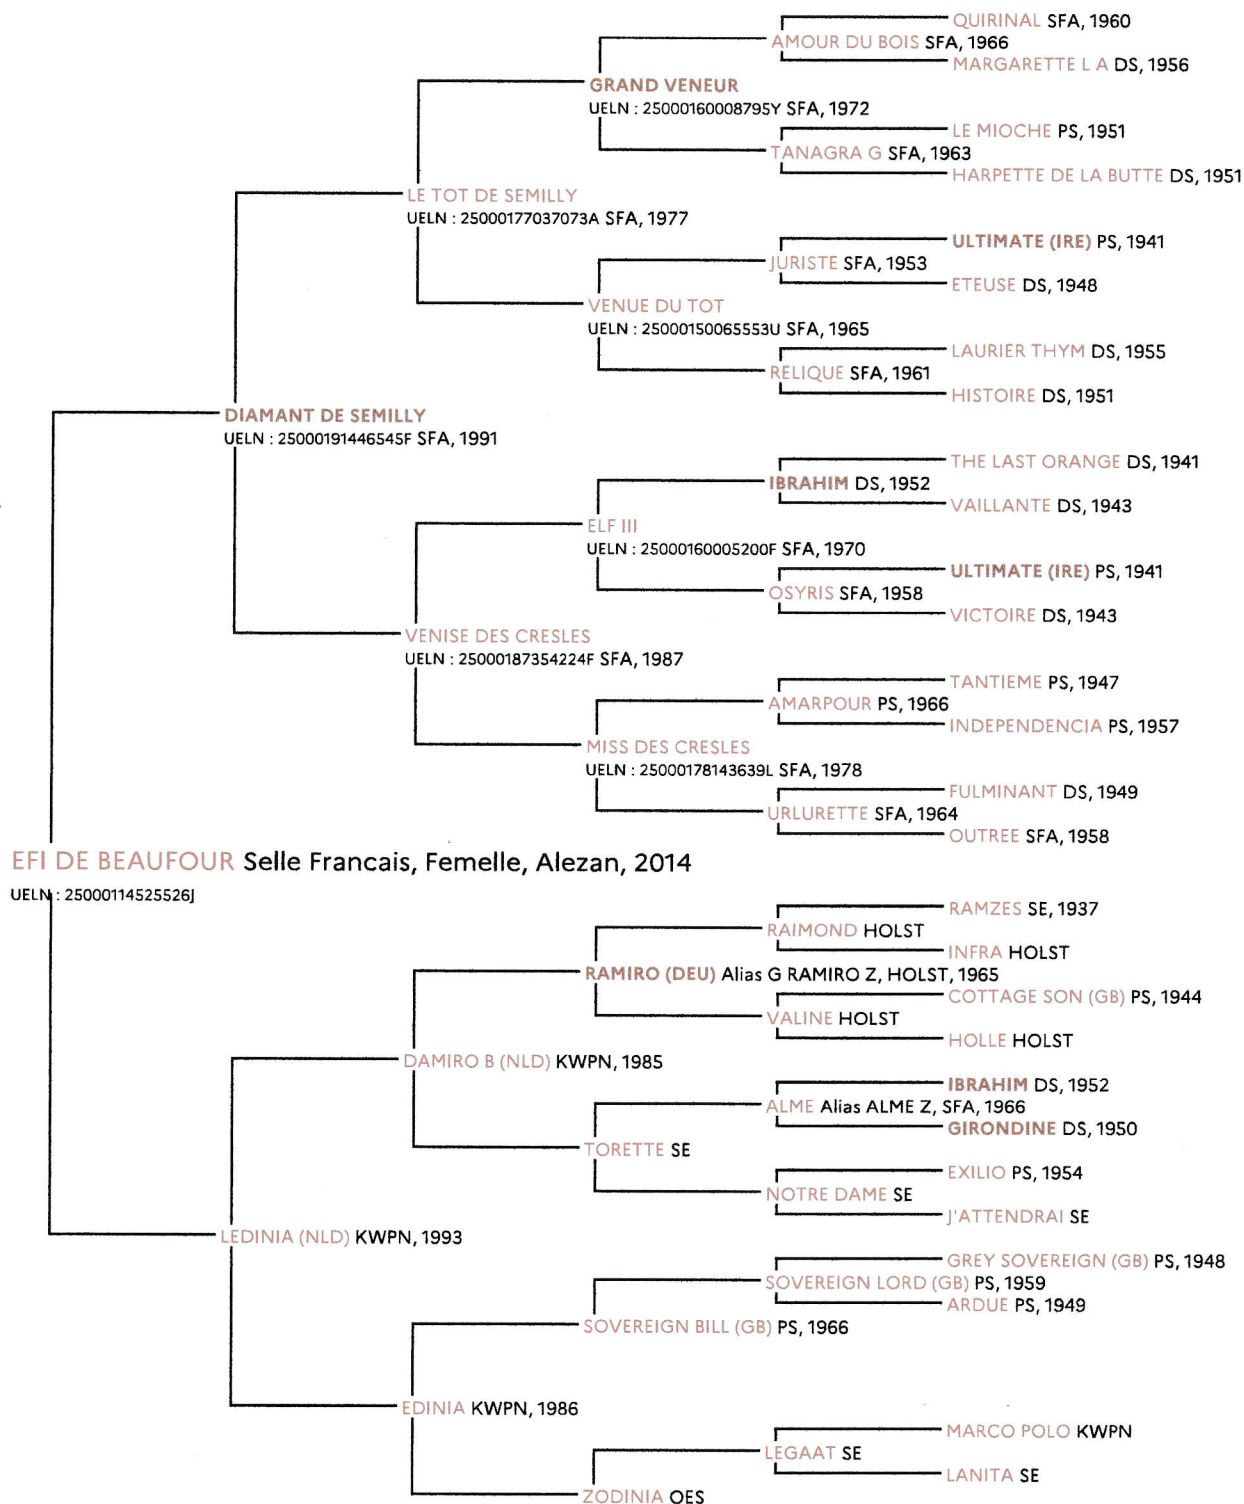 QUIRINAL SFA, 1960
AMOUR DU BOIS SFA, 1966
MARGARETTE L A DS, 1956
GRAND VENEUR
UELN : 25000160008795Y SFA, 1972
LE MIOCHE PS, 1951
TANAGRA G SFA, 1963
HARPETTE DE LA BUTTE DS, 1951
LE TOT DE SEMILLY
UELN : 25000177037073A SFA, 1977
ULTIMATE (IRE) PS, 1941
JURISTE SFA, 1953
ETEUSE DS, 1948
VENUE DU TOT
UELN : 25000150065553U SFA, 1965
LAURIER THYM DS, 1955
RELIQUE SFA, 1961
HISTOIRE DS, 1951
DIAMANT DE SEMILLY
UELN : 25000191446545F SFA, 1991
THE LAST ORANGE DS, 1941
IBRAHIM DS, 1952
VAILLANTE DS, 1943
ELF III
UELN : 25000160005200F SFA, 1970
ULTIMATE (IRE) PS, 1941
OSYRIS SFA, 1958
VICTOIRE DS, 1943
VENISE DES CRESLES
UELN : 25000187354224F SFA, 1987
TANTIEME PS, 1947
AMARPOUR PS, 1966
INDEPENDENCIA PS, 1957
MISS DES CRESLES
UELN : 25000178143639L SFA, 1978
FULMINANT DS, 1949
URLURETTE SFA, 1964
OUTREE SFA, 1958
EFI DE BEAUFOUR Selle Francais, Femelle, Alezan, 2014
UELN : 25000114525526J
RAMZES SE, 1937
RAIMOND HOLST
INFRA HOLST
RAMIRO (DEU) Alias G RAMIRO Z, HOLST, 1965
COTTAGE SON (GB) PS, 1944
VALINE HOLST
HOLLE HOLST
DAMIRO B (NLD) KWPN, 1985
IBRAHIM DS, 1952
ALME Alias ALME Z, SFA, 1966
GIRONDINE DS, 1950
TORETTE SE
EXILIO PS, 1954
NOTRE DAME SE
J'ATTENDRAI SE
LEDINIA (NLD) KWPN, 1993
GREY SOVEREIGN (GB) PS, 1948
SOVEREIGN LORD (GB) PS, 1959
ARDUE PS, 1949
SOVEREIGN BILL (GB) PS, 1966
EDINIA KWPN, 1986
MARCO POLO KWPN
LEGAAT SE
LANITA SE
ZODINIA OES